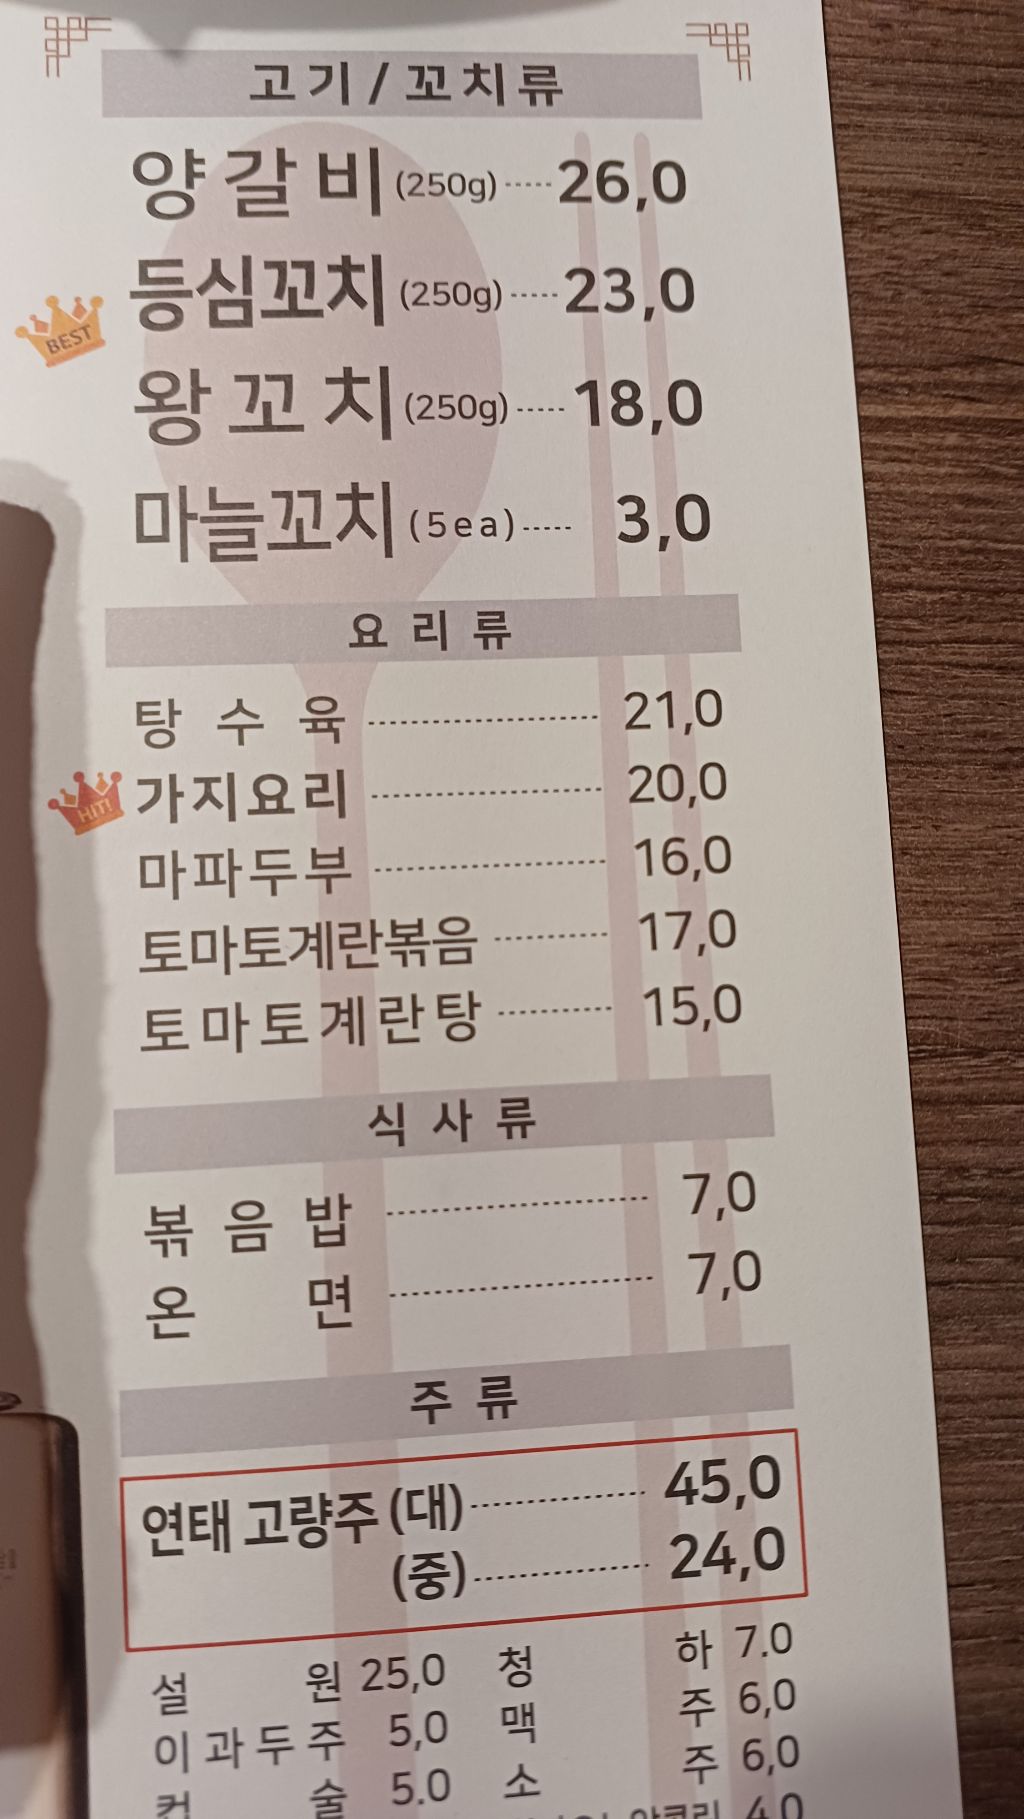 고기/꼬치류
양갈비(250g)-----26,0
BEST
등심꼬치(250g)-----23,0
왕꼬치(250g)-----18,0
마늘꼬치(5ea)----- 3,0
요리류
탕수육 21,0
HIT!
가지요리 20,0
마파두부 16,0
토마토계란볶음 17,0
토마토계란탕 15,0
식사류
볶음밥 7,0
온면 7,0
주류
연태고량주(대) 45,0
(중) 24,0
설원 25,0 청하 7.0
이과두주 5,0 맥주 6,0
컵술 5.0 소주 6,0
4.0